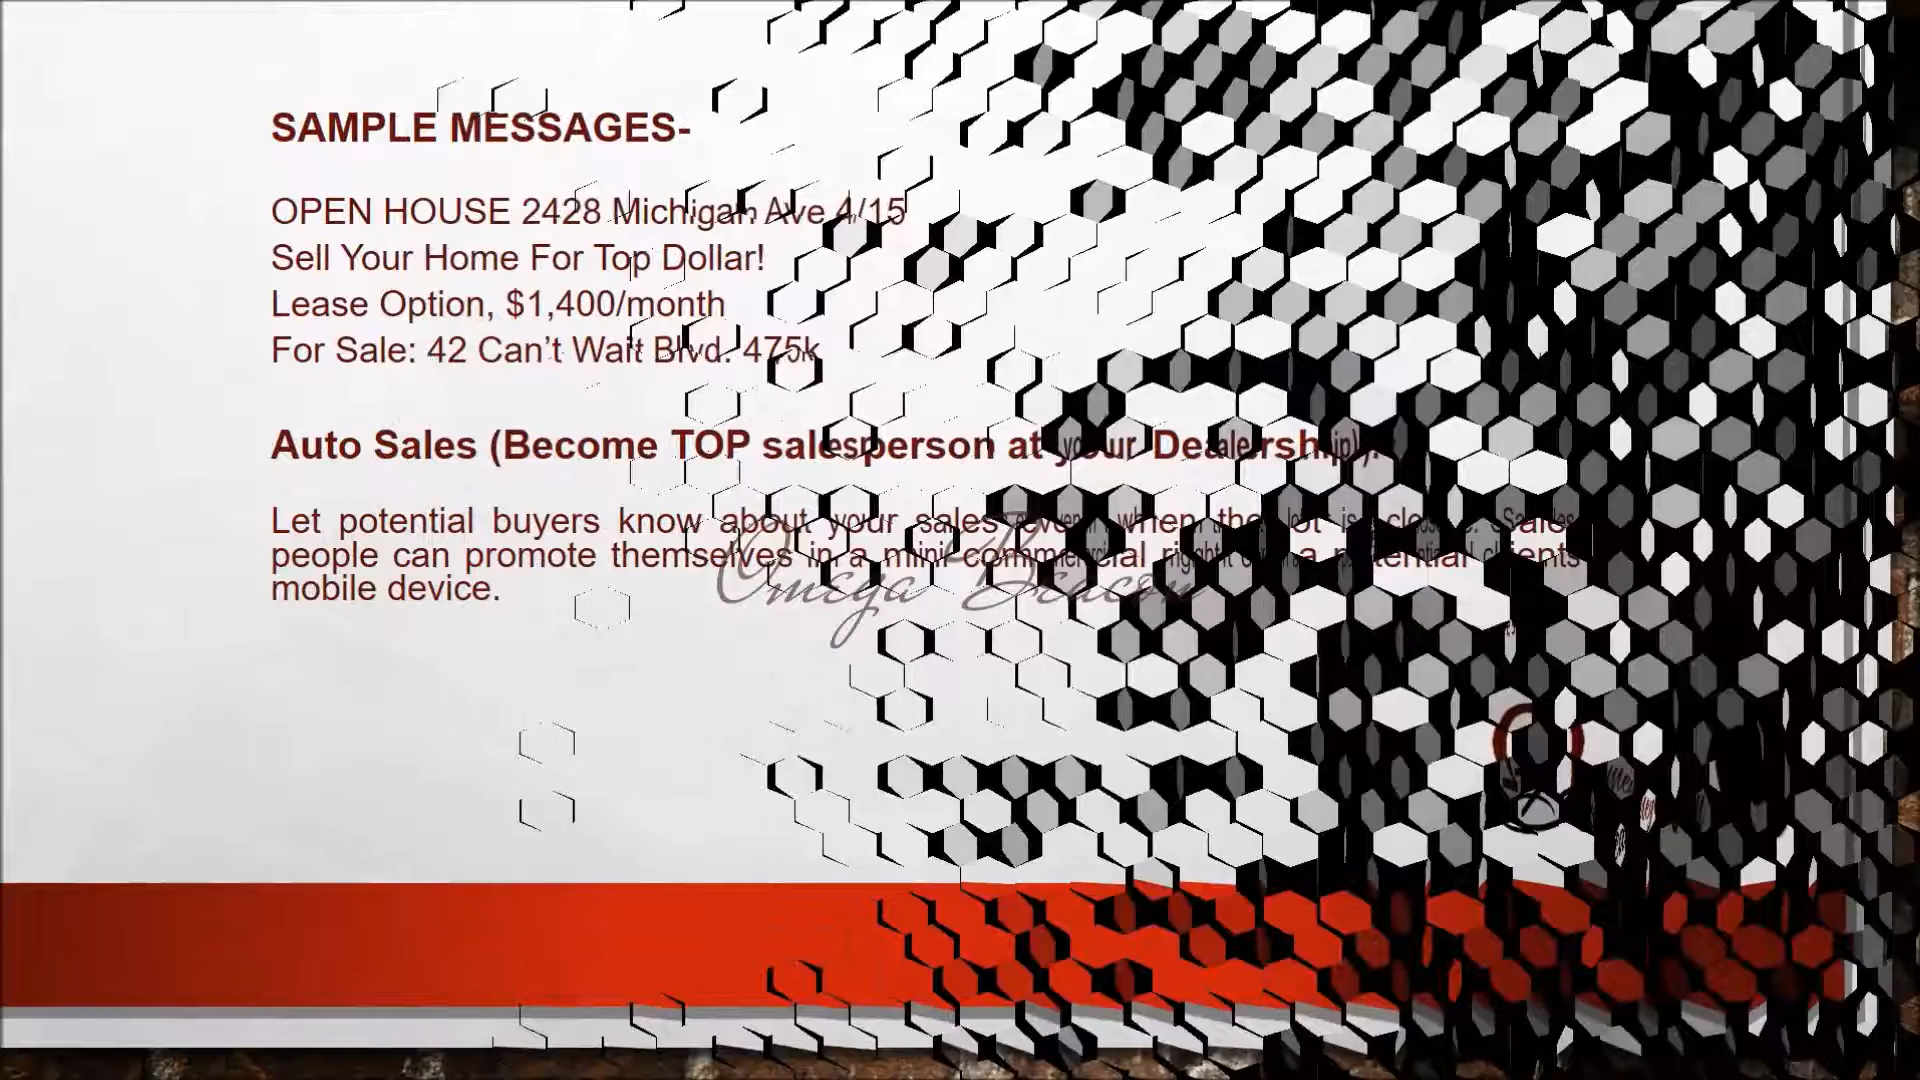 SAMPLE MESSAGES-
OPEN HOUSE 2428 Michigan Ave 4/15
Sell Your Home For Top Dollar!
Lease Option, $1,400/month
For Sale: 42 Can’t Wait Blvd. 475k
Auto Sales (Become TOP salesperson at your Dealership).
Let potential buyers know about your sales even when the lot is closed. Sales
people can promote themselves in a mini commercial right on a potential clients
mobile device.
Omega Beacon